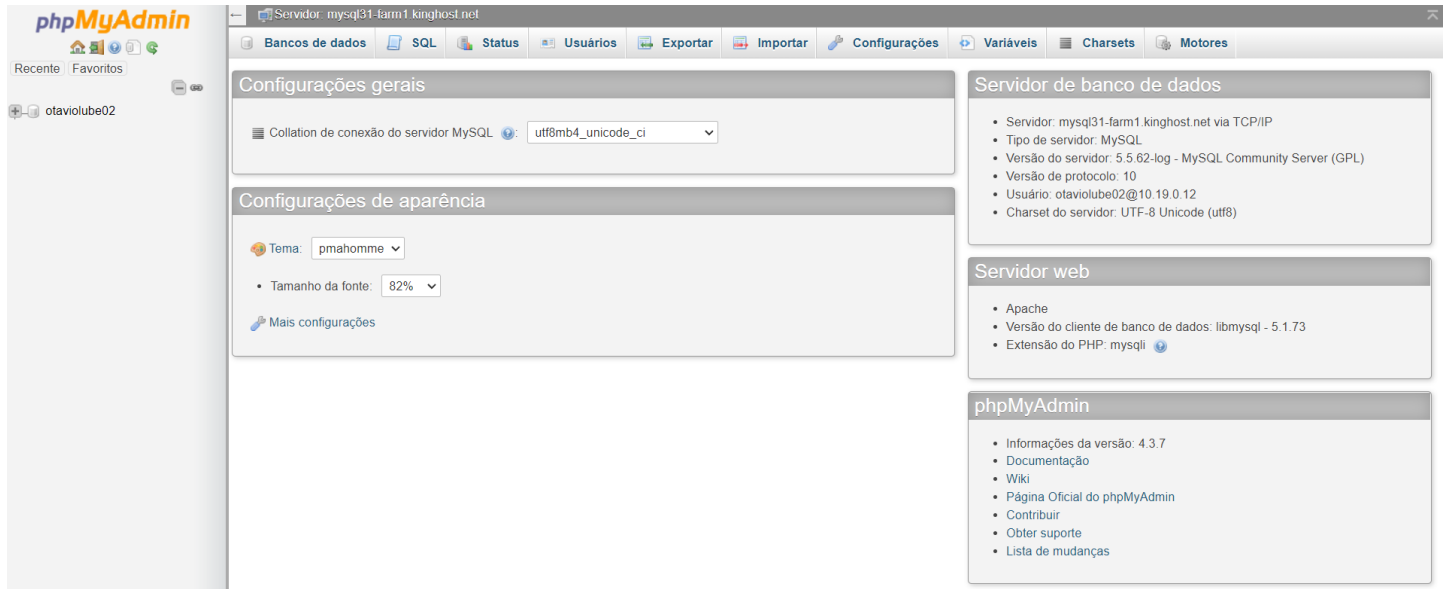 phpMyAdmin
Recente Favoritos
otaviolube02
← Servidor: mysql31-farm1.kinghost.net
Bancos de dados SQL Status Usuários Exportar Importar Configurações Variáveis Charsets Motores
Configurações gerais
Collation de conexão do servidor MySQL : utf8mb4_unicode_ci
Configurações de aparência
Tema: pmahomme
• Tamanho da fonte: 82%
Mais configurações
Servidor de banco de dados
• Servidor: mysql31-farm1.kinghost.net via TCP/IP
• Tipo de servidor: MySQL
• Versão do servidor: 5.5.62-log - MySQL Community Server (GPL)
• Versão de protocolo: 10
• Usuário: otaviolube02@10.19.0.12
• Charset do servidor: UTF-8 Unicode (utf8)
Servidor web
• Apache
• Versão do cliente de banco de dados: libmysql - 5.1.73
• Extensão do PHP: mysqli
phpMyAdmin
• Informações da versão: 4.3.7
• Documentação
• Wiki
• Página Oficial do phpMyAdmin
• Contribuir
• Obter suporte
• Lista de mudanças